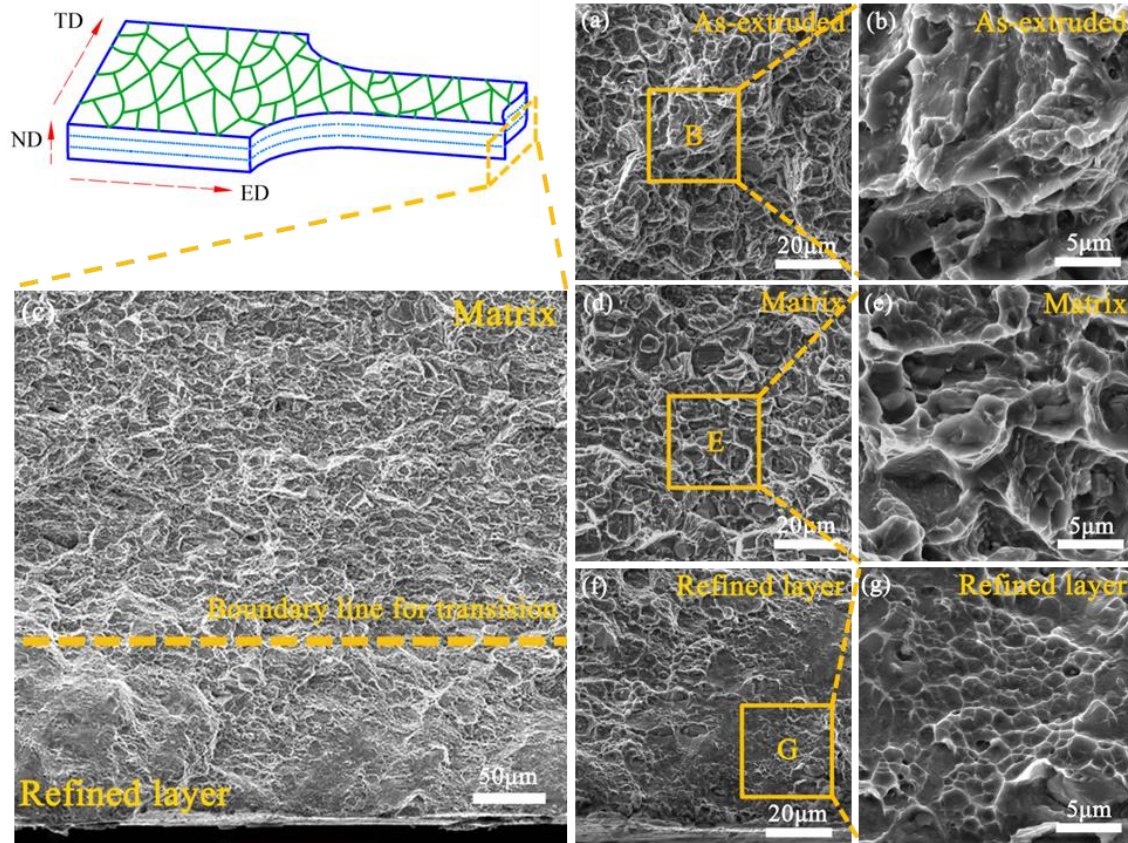 TD
ND
ED
(a)
As-extruded
B
20μm
(b)
As-extruded
5μm
(c)
Matrix
Boundary line for transision
Refined layer
50μm
(d)
Matrix
E
20μm
(e)
Matrix
5μm
(f)
Refined layer
G
20μm
(g)
Refined layer
5μm